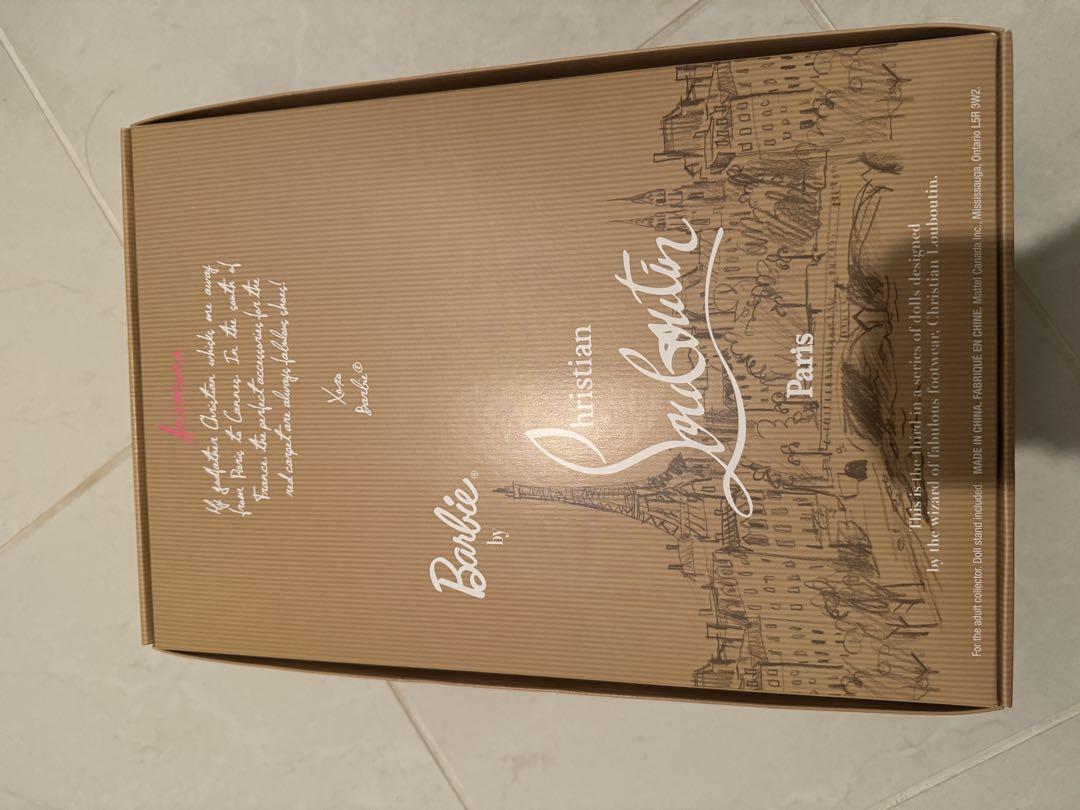 Anemone
My godfather Christian whisks me away
from Paris to Cannes. In the south of
France the perfect accessories for the
red carpet are always fabulous shoes!
Xoxo
Barbie®
Barbie®
by
Christian
Louboutin
Paris
This is the third in a series of dolls designed
by the wizard of fabulous footwear, Christian Louboutin.
For the adult collector. Doll stand included. MADE IN CHINA. FABRIQUÉ EN CHINE. Mattel Canada Inc., Mississauga, Ontario L5R 3W2.